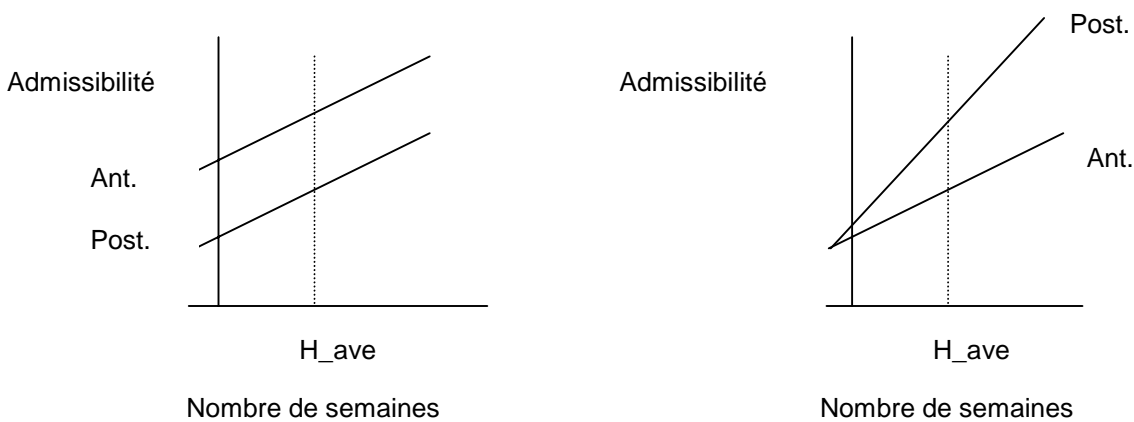 Admissibilité
Ant.
Post.
H_ave
Nombre de semaines
Post.
Admissibilité
Ant.
H_ave
Nombre de semaines